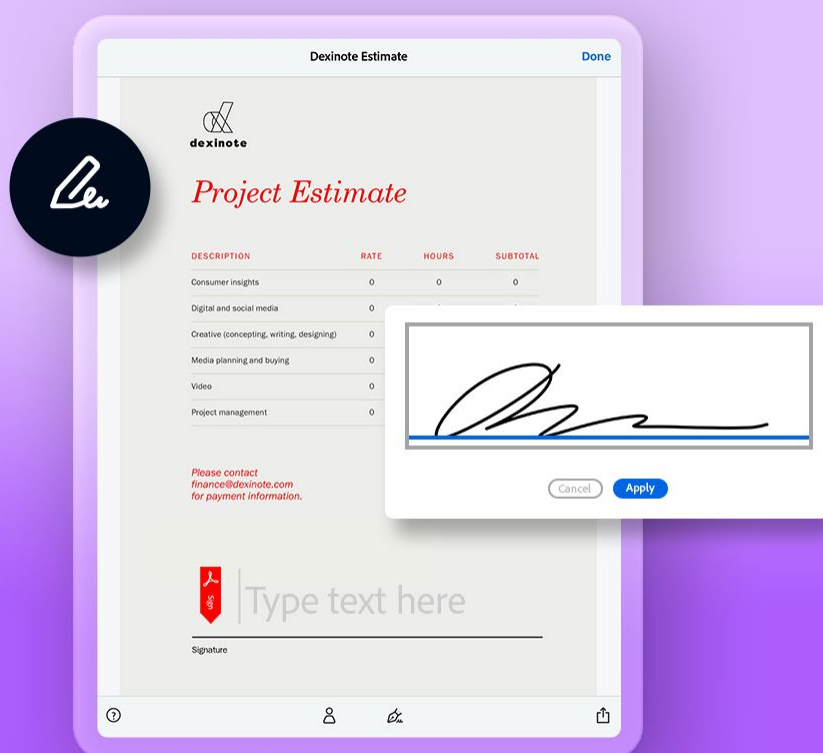 Dexinote Estimate Done
dexinote
Project Estimate
DESCRIPTION RATE HOURS SUBTOTAL
Consumer insights 0 0 0
Digital and social media 0
Creative (concepting, writing, designing) 0
Media planning and buying 0
Video 0
Project management 0
Cancel Apply
Please contact
finance@dexinote.com
for payment information.
Sign
Type text here
Signature